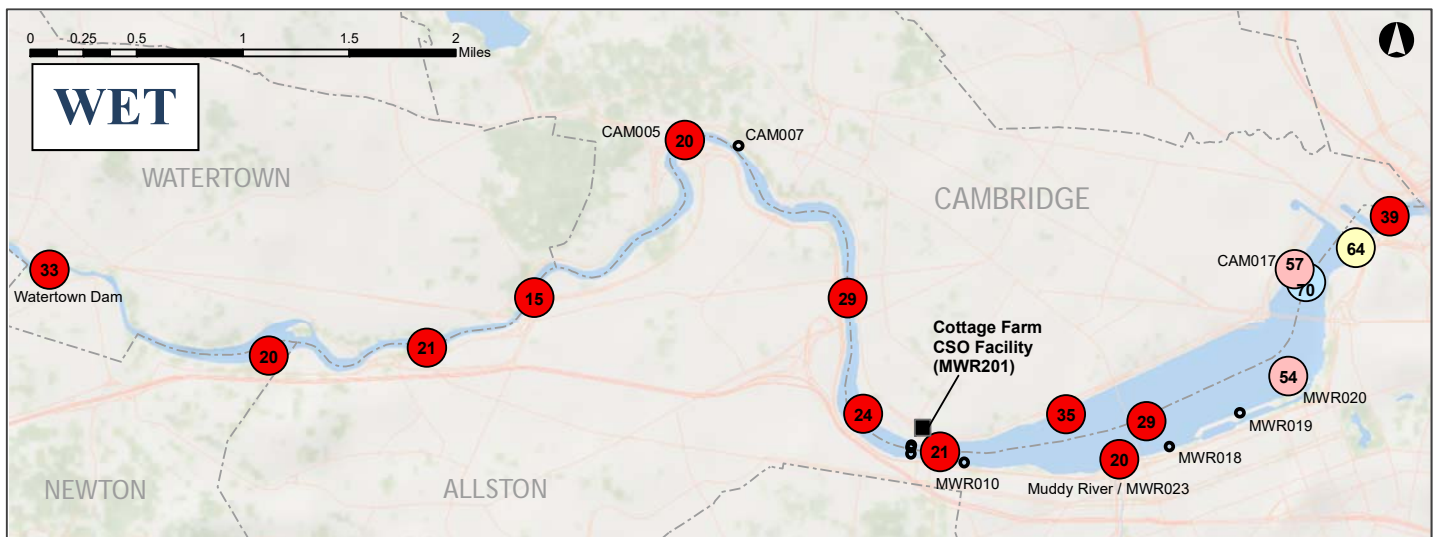 0 0.25 0.5 1 1.5 2
Miles
WET
CAM005
20
CAM007
WATERTOWN
CAMBRIDGE
39
64
CAM017
57
70
33
Watertown Dam
15
29
20
21
Cottage Farm
CSO Facility
(MWR201)
54
MWR020
24
35
29
MWR019
21
20
MWR018
MWR010
Muddy River / MWR023
NEWTON
ALLSTON